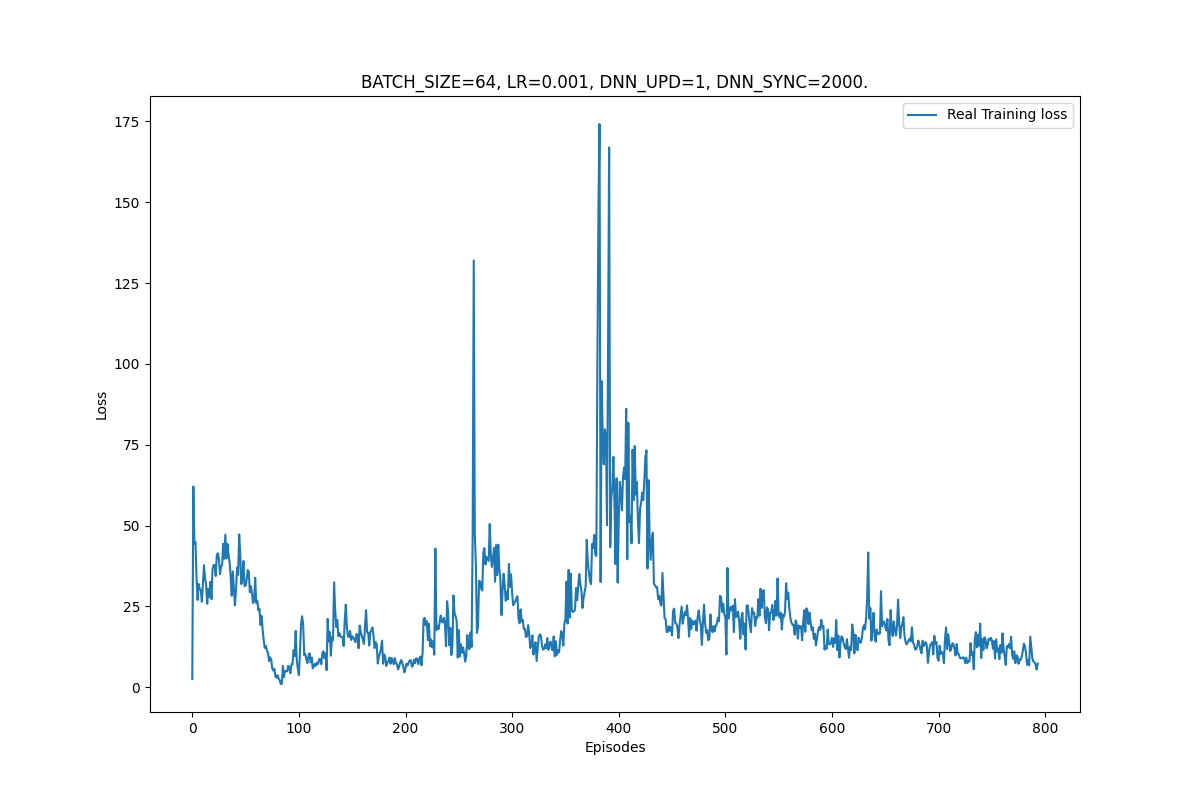 BATCH_SIZE=64, LR=0.001, DNN_UPD=1, DNN_SYNC=2000.
Real Training loss
175
150
125
100
75
50
25
0
Loss
0 100 200 300 400 500 600 700 800
Episodes